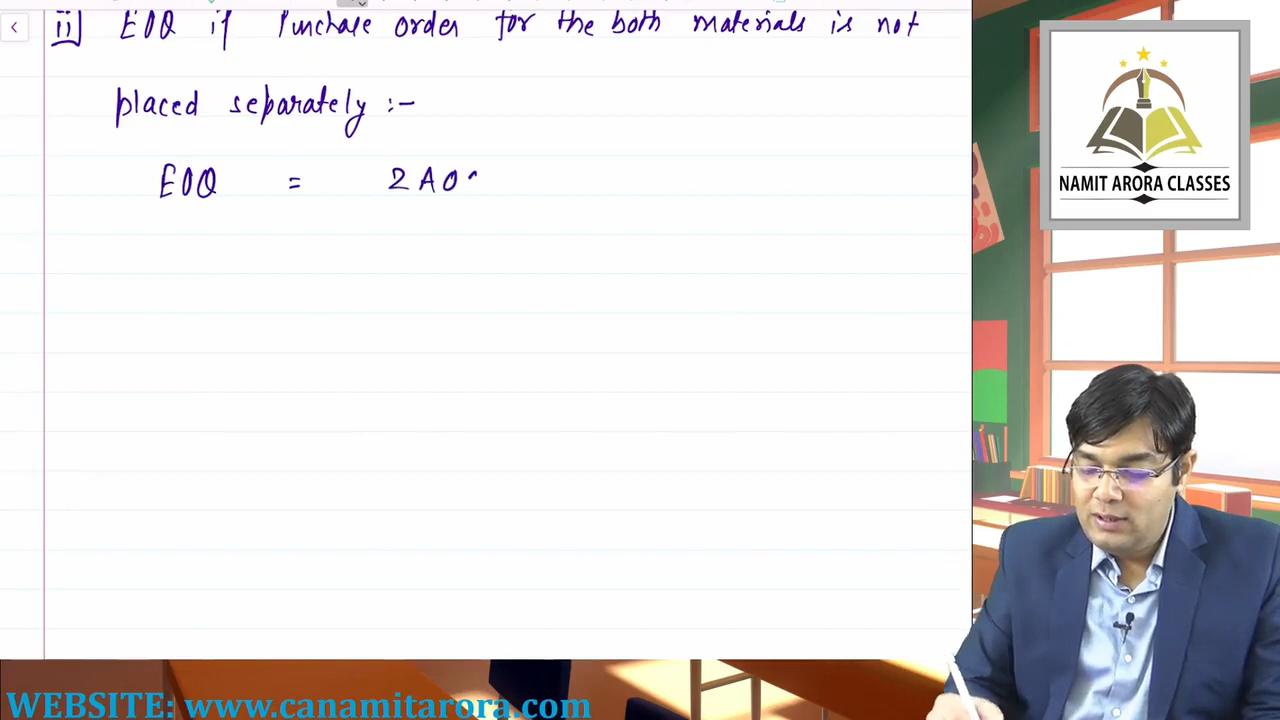 ii] EOQ if Purchase order for the both materials is not
placed separately :-
EOQ = 2AO
NAMIT ARORA CLASSES
WEBSITE: www.canamitarora.com